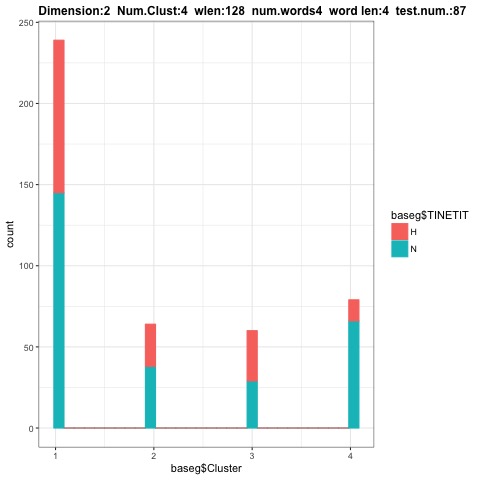 Dimension:2  Num.Clust:4  wlen:128  num.words4  word len:4  test.num.:87
250
200
150
100
50
0
count
1 2 3 4
baseg$Cluster
baseg$TINETIT
H
N